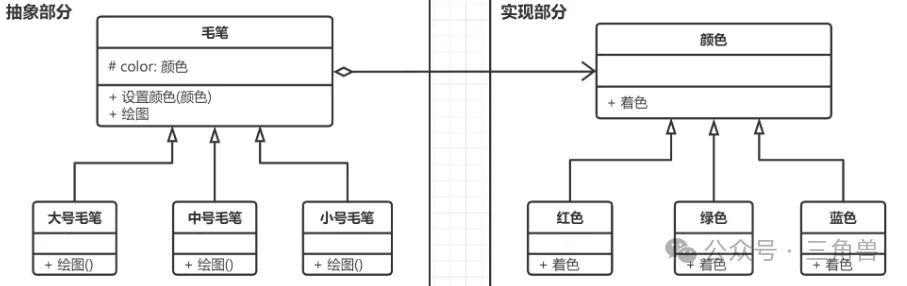 抽象部分
毛笔
# color: 颜色
+ 设置颜色(颜色)
+ 绘图
大号毛笔
+ 绘图()
中号毛笔
+ 绘图()
小号毛笔
+ 绘图()
实现部分
颜色
+ 着色
红色
+ 着色
绿色
+ 着色
蓝色
+ 着色
公众号 · 三角兽